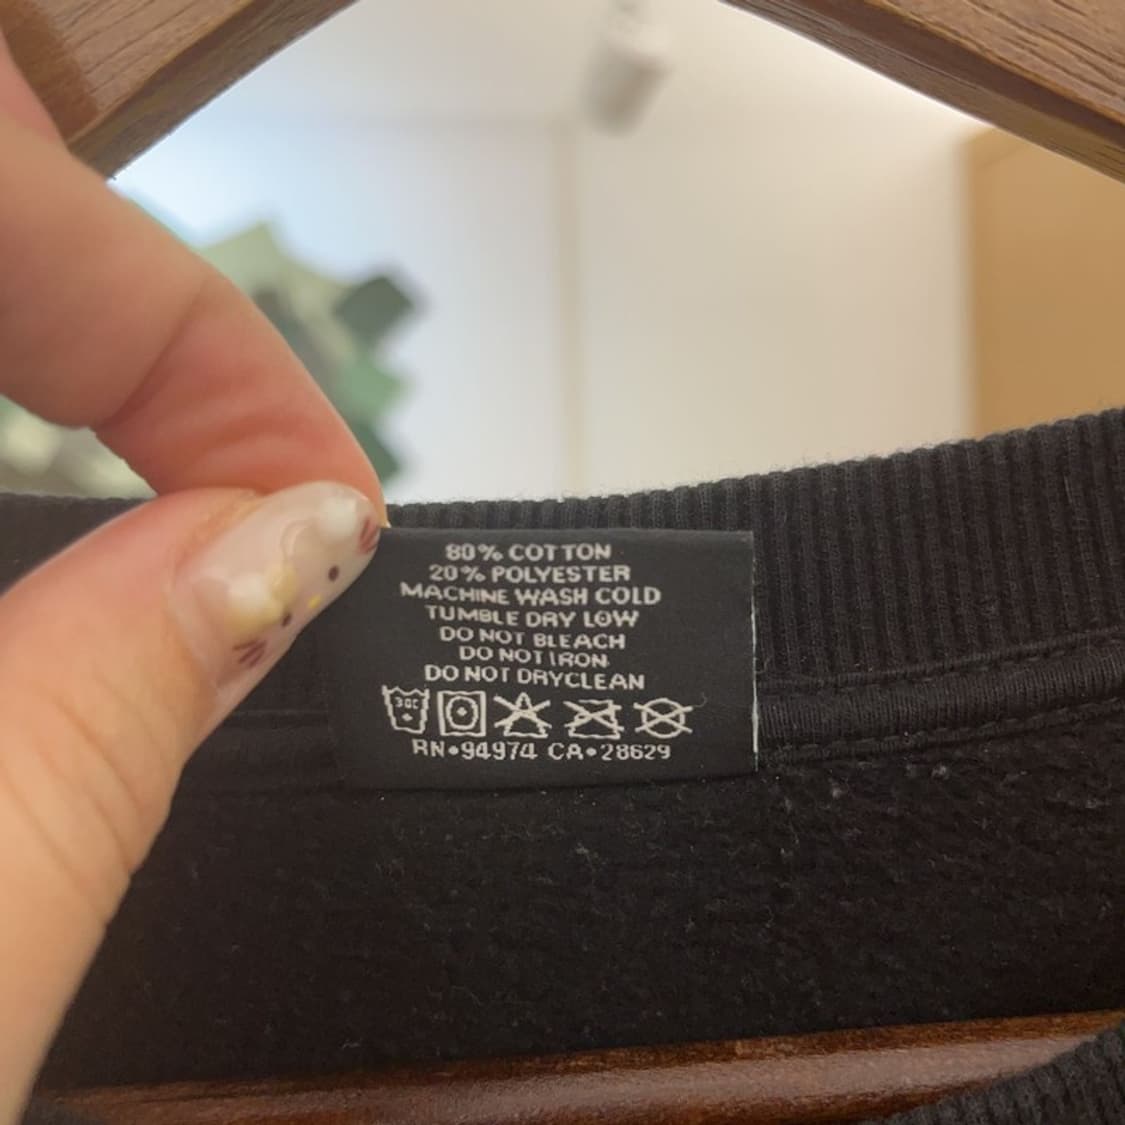 80% COTTON
20% POLYESTER
MACHINE WASH COLD
TUMBLE DRY LOW
DO NOT BLEACH
DO NOT IRON
DO NOT DRYCLEAN
30C
RN•94974 CA•28629